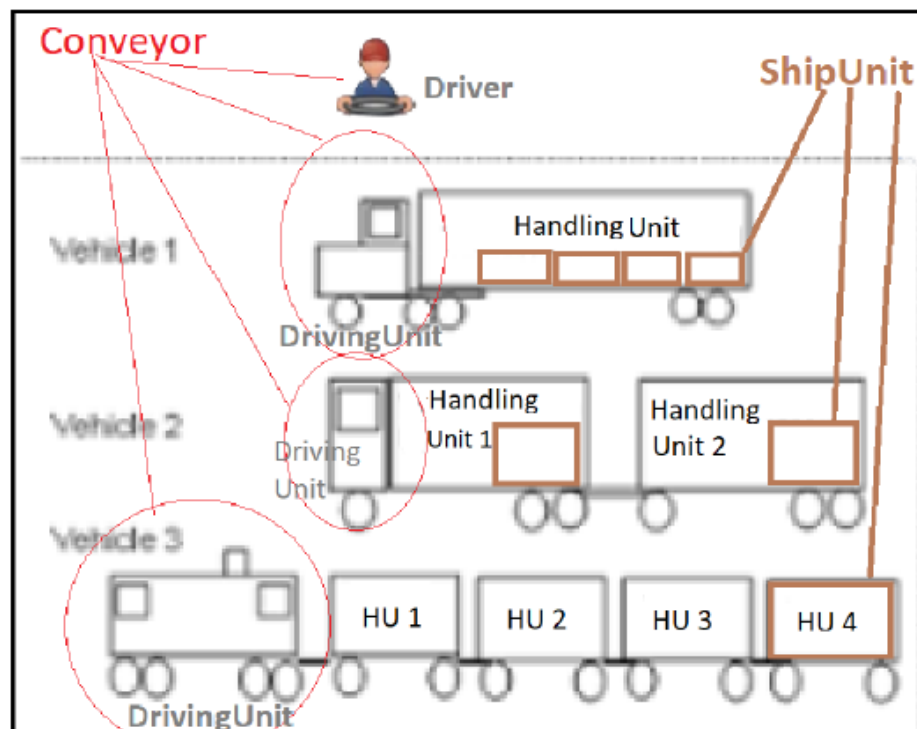 Conveyor
Driver
ShipUnit
Vehicle 1
Handling Unit
DrivingUnit
Vehicle 2
Handling
Unit 1
Handling
Unit 2
Driving
Unit
Vehicle 3
HU 1
HU 2
HU 3
HU 4
DrivingUnit